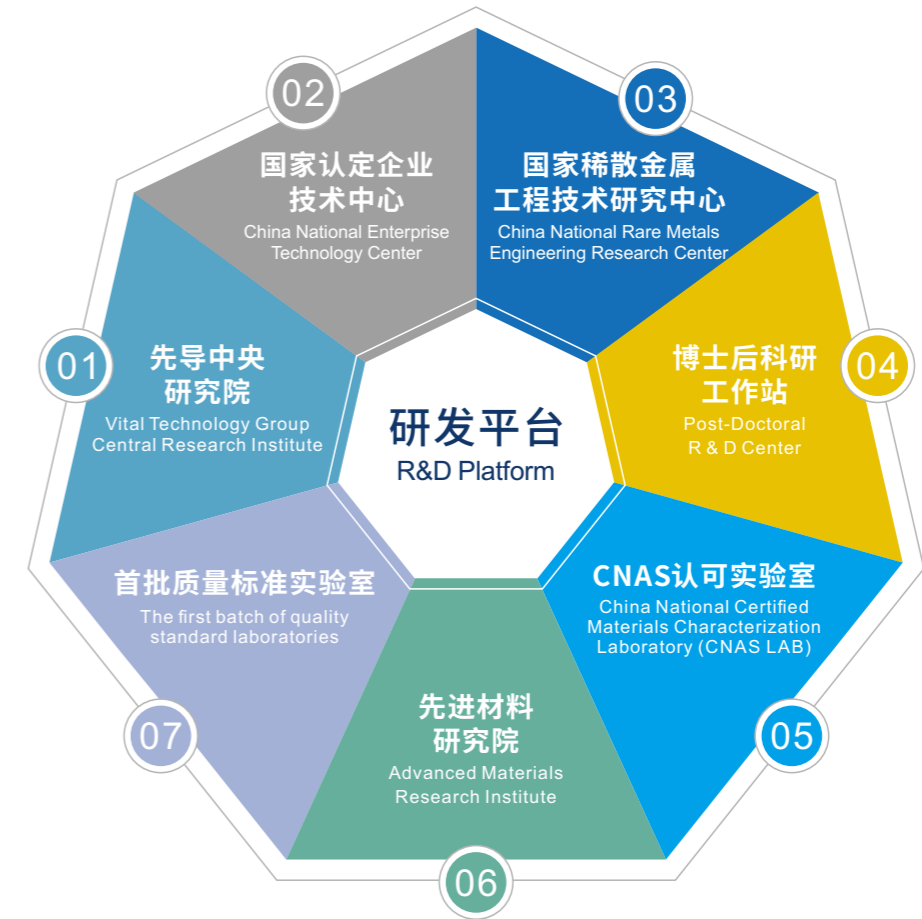 研发平台
R&D Platform
01
先导中央
研究院
Vital Technology Group
Central Research Institute
02
国家认定企业
技术中心
China National Enterprise
Technology Center
03
国家稀散金属
工程技术研究中心
China National Rare Metals
Engineering Research Center
04
博士后科研
工作站
Post-Doctoral
R & D Center
05
CNAS认可实验室
China National Certified
Materials Characterization
Laboratory (CNAS LAB)
06
先进材料
研究院
Advanced Materials
Research Institute
07
首批质量标准实验室
The first batch of quality
standard laboratories